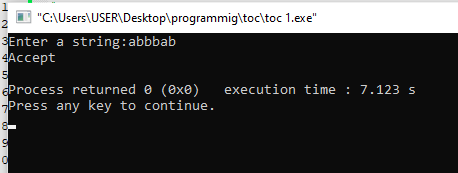 "C:\Users\USER\Desktop\programmig\toc\toc 1.exe"
Enter a string:abbbab
Accept
Process returned 0 (0x0)   execution time : 7.123 s
Press any key to continue.